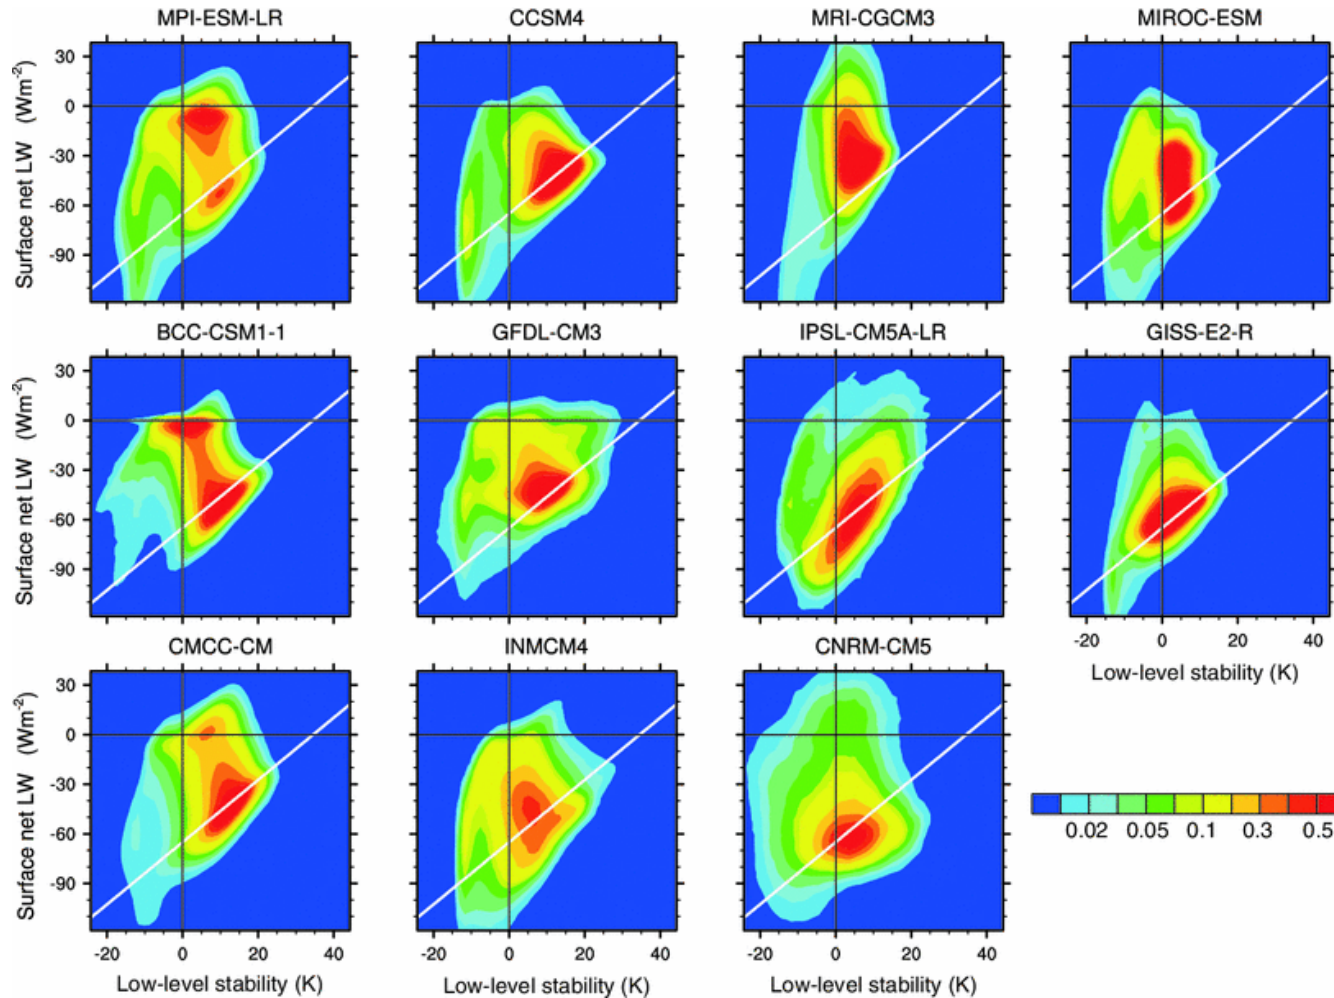 MPI-ESM-LR CCSM4 MRI-CGCM3 MIROC-ESM
Surface net LW (Wm-2)
30
0
-30
-60
-90
BCC-CSM1-1 GFDL-CM3 IPSL-CM5A-LR GISS-E2-R
Surface net LW (Wm-2)
30
0
-30
-60
-90
-20 0 20 40
Low-level stability (K)
CMCC-CM INMCM4 CNRM-CM5
Surface net LW (Wm-2)
30
0
-30
-60
-90
0.02 0.05 0.1 0.3 0.5
-20 0 20 40 -20 0 20 40 -20 0 20 40
Low-level stability (K) Low-level stability (K) Low-level stability (K)